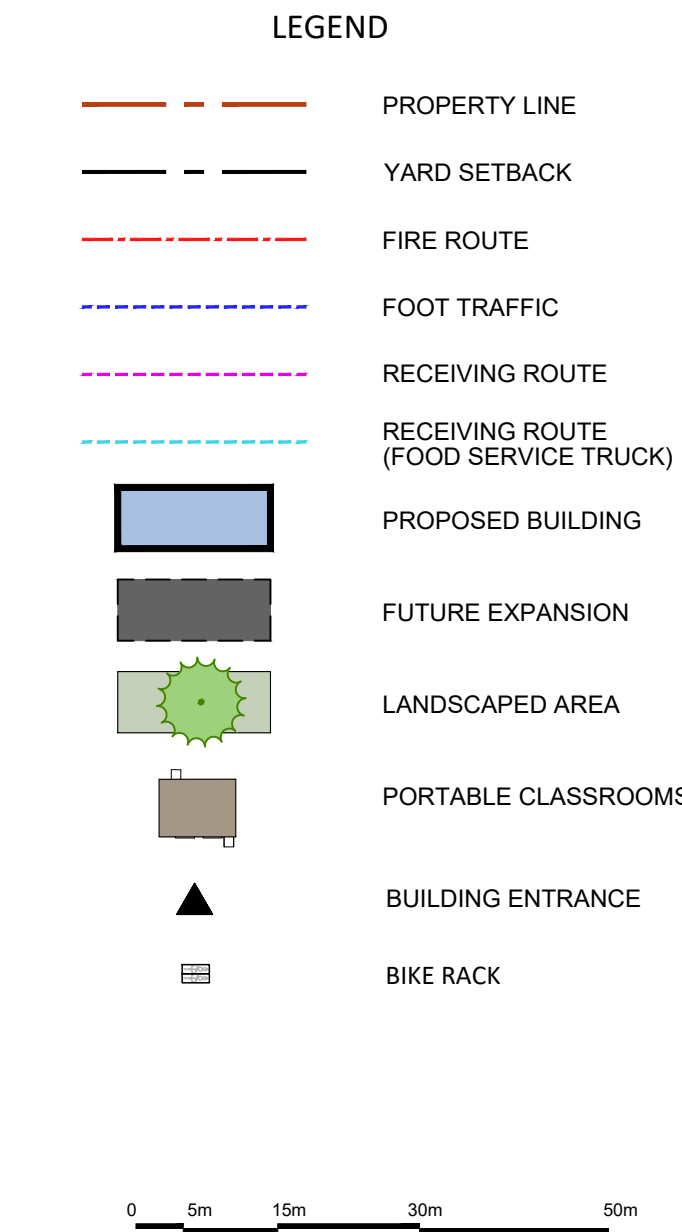 LEGEND
PROPERTY LINE
YARD SETBACK
FIRE ROUTE
FOOT TRAFFIC
RECEIVING ROUTE
RECEIVING ROUTE
(FOOD SERVICE TRUCK)
PROPOSED BUILDING
FUTURE EXPANSION
LANDSCAPED AREA
PORTABLE CLASSROOMS
BUILDING ENTRANCE
BIKE RACK
0 5m 15m 30m 50m